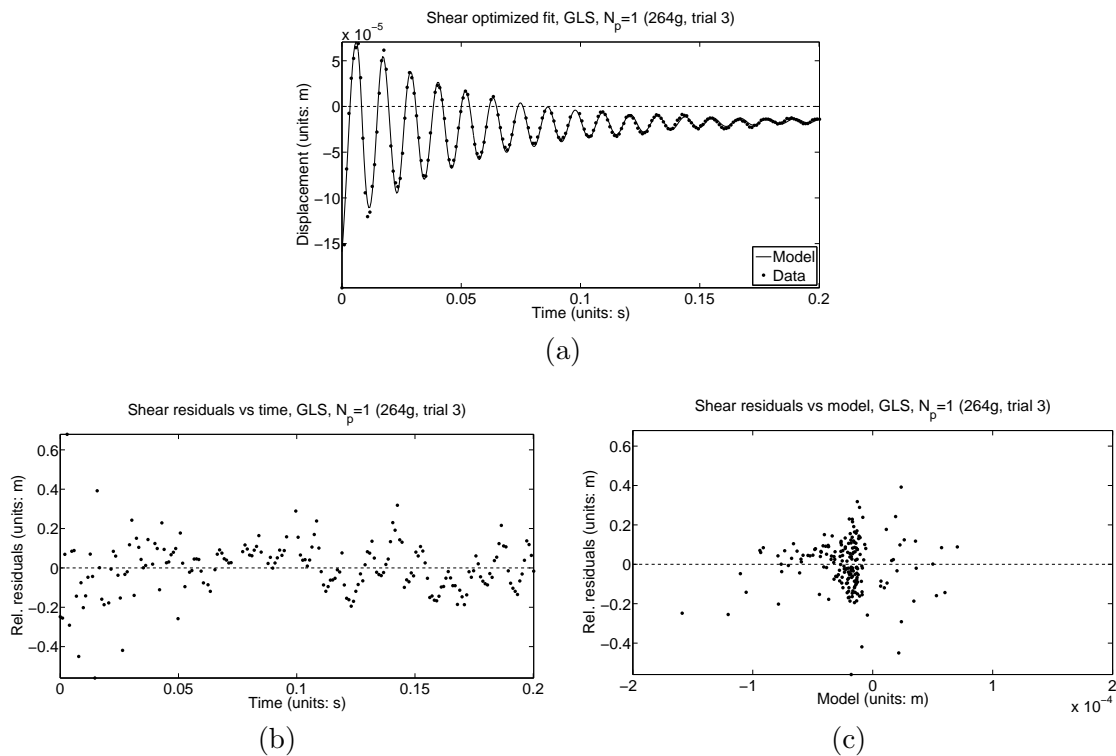 Shear optimized fit, GLS, N_p=1 (264g, trial 3)
x 10^-5
5
0
−5
−10
−15
Displacement (units: m)
Model
Data
0
0.05
0.1
0.15
0.2
Time (units: s)
(a)
Shear residuals vs time, GLS, N_p=1 (264g, trial 3)
0.6
0.4
0.2
0
−0.2
−0.4
Rel. residuals (units: m)
0
0.05
0.1
0.15
0.2
Time (units: s)
(b)
Shear residuals vs model, GLS, N_p=1 (264g, trial 3)
0.6
0.4
0.2
0
−0.2
−0.4
Rel. residuals (units: m)
−2
−1
0
1
2
Model (units: m)
x 10^-4
(c)